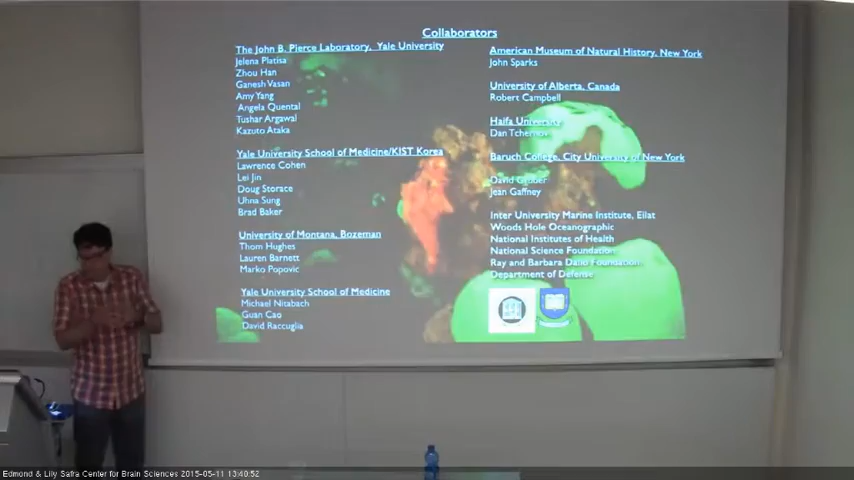 Collaborators
The John B. Pierce Laboratory, Yale University
Jelena Platisa
Zhou Han
Ganesh Vasan
Amy Yang
Angela Quental
Tushar Argawal
Kazuto Ataka
Yale University School of Medicine/KIST Korea
Lawrence Cohen
Lei Jin
Doug Storace
Uhna Sung
Brad Baker
University of Montana, Bozeman
Thom Hughes
Lauren Barnett
Marko Popovic
Yale University School of Medicine
Michael Nitabach
Guan Cao
David Raccuglia
American Museum of Natural History, New York
John Sparks
University of Alberta, Canada
Robert Campbell
Haifa University
Dan Tchernov
Baruch College, City University of New York
David Gruber
Jean Gaffney
Inter University Marine Institute, Eilat
Woods Hole Oceanographic
National Institutes of Health
National Science Foundation
Ray and Barbara Dalio Foundation
Department of Defense
Edmond & Lily Safra Center for Brain Sciences 2015-05-11 13:40:52